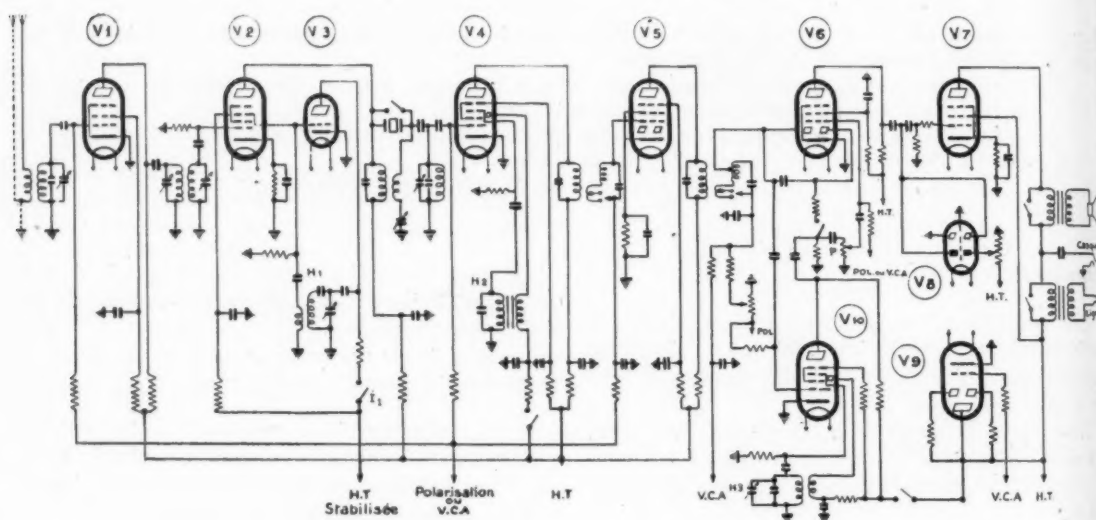 V1
V2
V3
V4
V5
V6
V7
H1
H2
I1
POL
P
H.T.
POL. ou V.C.A
V8
H.T.
V10
V9
H3
H.T
Stabilisée
Polarisation
ou
V.C.A
H.T
V.C.A
V.C.A
H.T.